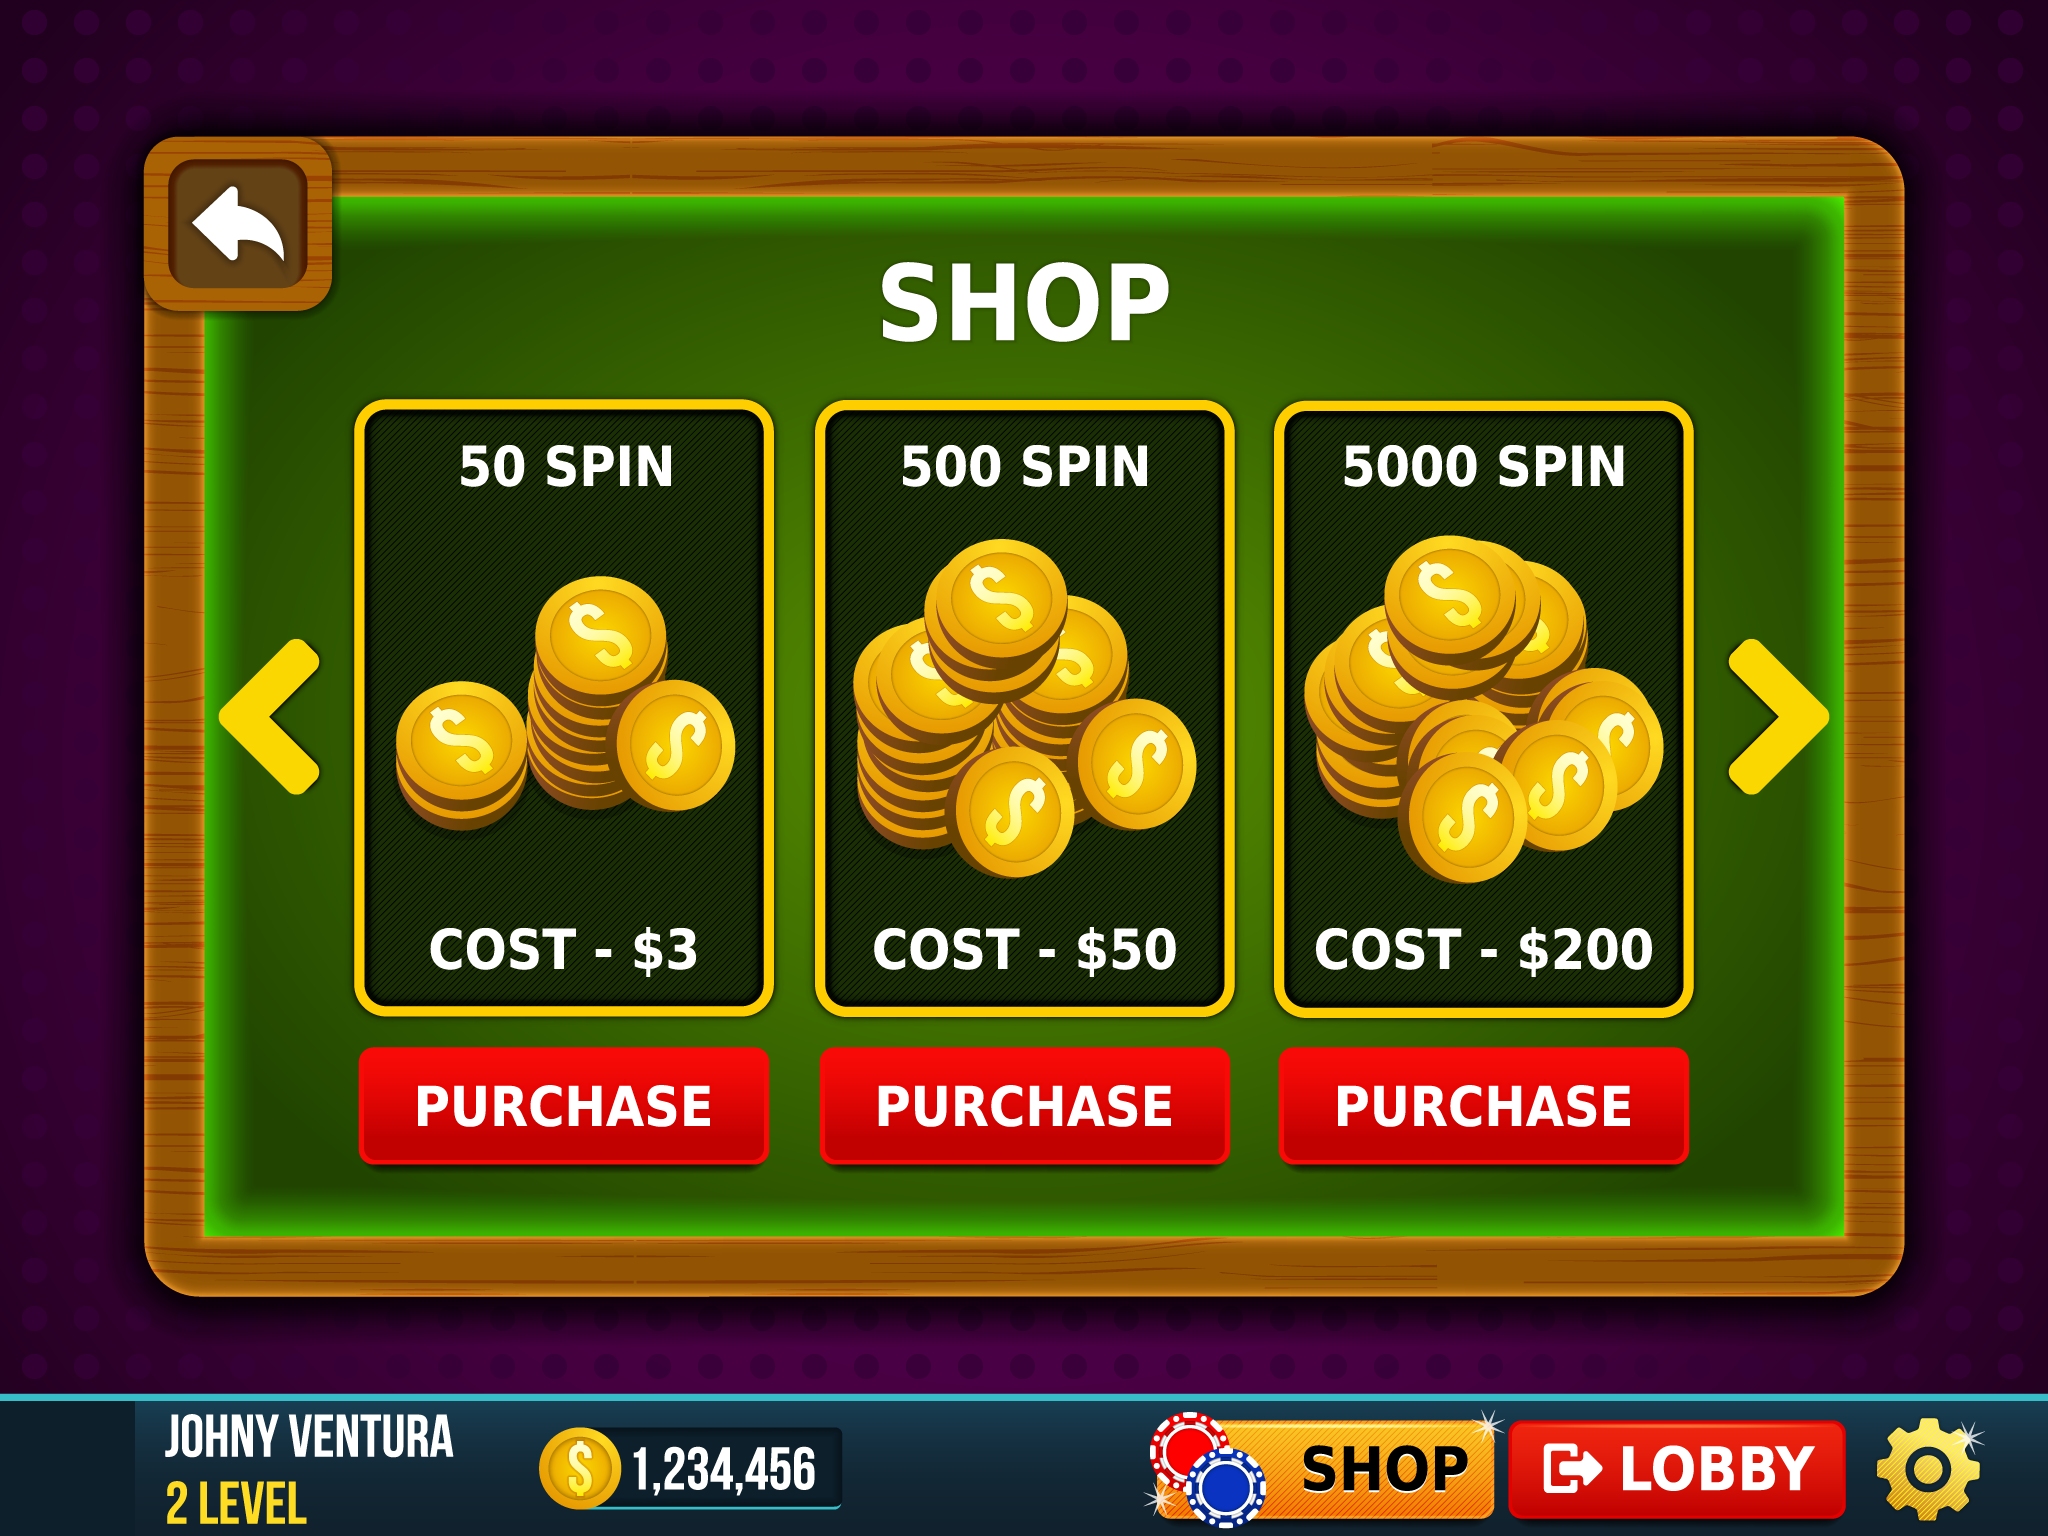 SHOP
50 SPIN
500 SPIN
5000 SPIN
COST - $3
COST - $50
COST - $200
PURCHASE
PURCHASE
PURCHASE
JOHNY VENTURA
2 LEVEL
$ 1,234,456
SHOP
LOBBY